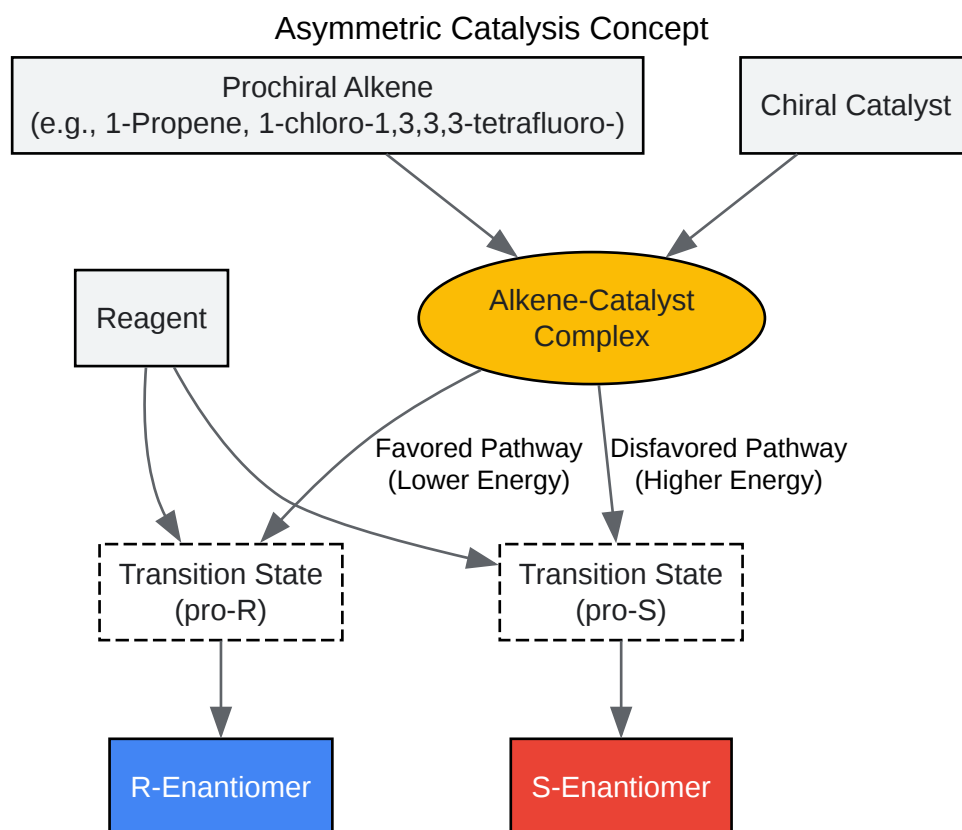 Asymmetric Catalysis Concept
Prochiral Alkene
(e.g., 1-Propene, 1-chloro-1,3,3,3-tetrafluoro-)
Chiral Catalyst
Reagent
Alkene-Catalyst
Complex
Favored Pathway
(Lower Energy)
Disfavored Pathway
(Higher Energy)
Transition State
(pro-R)
Transition State
(pro-S)
R-Enantiomer
S-Enantiomer